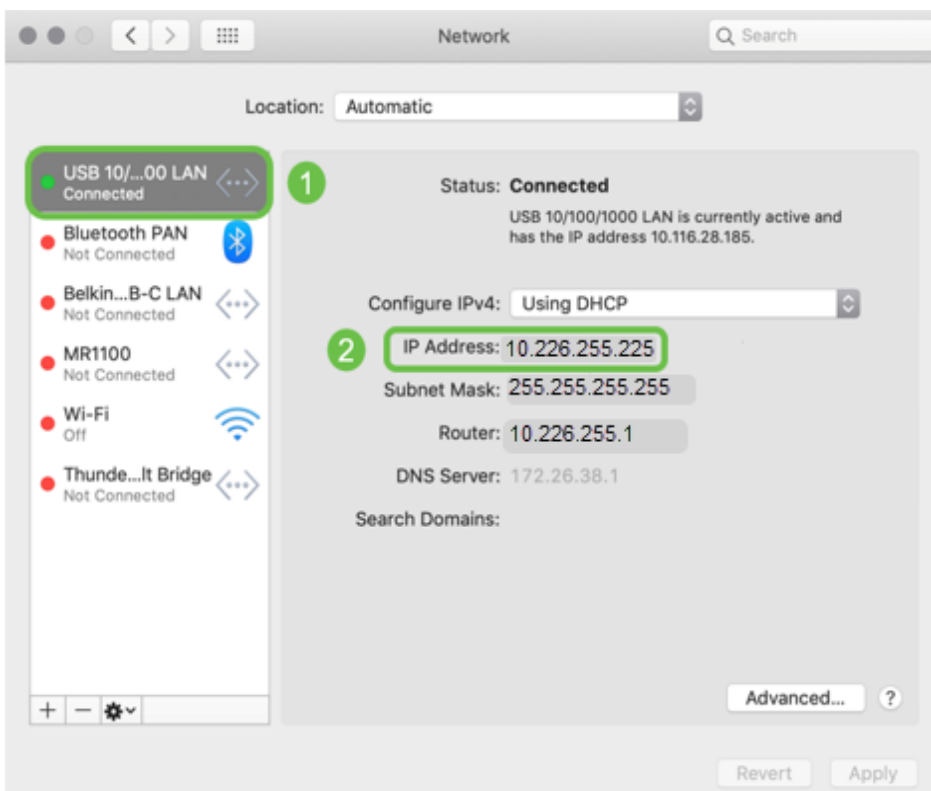 Network
Search
Location: Automatic
USB 10/...00 LAN
Connected
1
Bluetooth PAN
Not Connected
Belkin...B-C LAN
Not Connected
MR1100
Not Connected
Wi-Fi
Off
Thunde...lt Bridge
Not Connected
Status: Connected
USB 10/100/1000 LAN is currently active and
has the IP address 10.116.28.185.
Configure IPv4: Using DHCP
2 IP Address: 10.226.255.225
Subnet Mask: 255.255.255.255
Router: 10.226.255.1
DNS Server: 172.26.38.1
Search Domains:
Advanced... ?
Revert Apply